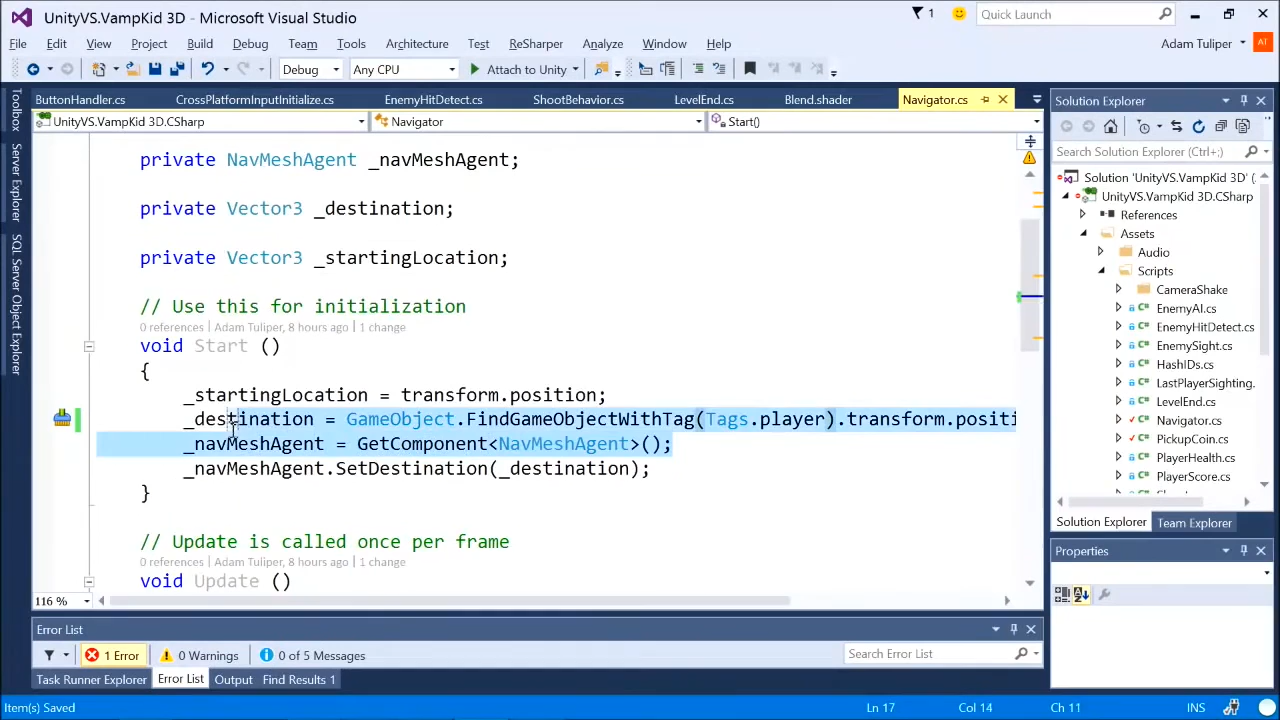 UnityVS.VampKid 3D - Microsoft Visual Studio
1
Quick Launch
File Edit View Project Build Debug Team Tools Architecture Test ReSharper Analyze Window Help
Adam Tuliper
AT
Debug
Any CPU
Attach to Unity
ButtonHandler.cs CrossPlatformInputInitialize.cs EnemyHitDetect.cs ShootBehavior.cs LevelEnd.cs Blend.shader Navigator.cs
UnityVS.VampKid 3D.CSharp
Navigator
Start()
Toolbox
Server Explorer
SQL Server Object Explorer
private NavMeshAgent _navMeshAgent;
private Vector3 _destination;
private Vector3 _startingLocation;
// Use this for initialization
0 references | Adam Tuliper, 8 hours ago | 1 change
void Start ()
{
_startingLocation = transform.position;
_destination = GameObject.FindGameObjectWithTag(Tags.player).transform.positi
_navMeshAgent = GetComponent<NavMeshAgent>();
_navMeshAgent.SetDestination(_destination);
}
// Update is called once per frame
0 references | Adam Tuliper, 8 hours ago | 1 change
void Update ()
116 %
Solution Explorer
Search Solution Explorer (Ctrl+;)
Solution 'UnityVS.VampKid 3D' (
UnityVS.VampKid 3D.CSharp
References
Assets
Audio
Scripts
CameraShake
EnemyAI.cs
EnemyHitDetect.cs
EnemySight.cs
HashIDs.cs
LastPlayerSighting.
LevelEnd.cs
Navigator.cs
PickupCoin.cs
PlayerHealth.cs
PlayerScore.cs
Solution Explorer Team Explorer
Properties
Error List
1 Error
0 Warnings
0 of 5 Messages
Search Error List
Task Runner Explorer Error List Output Find Results 1
Item(s) Saved
Ln 17 Col 14 Ch 11 INS